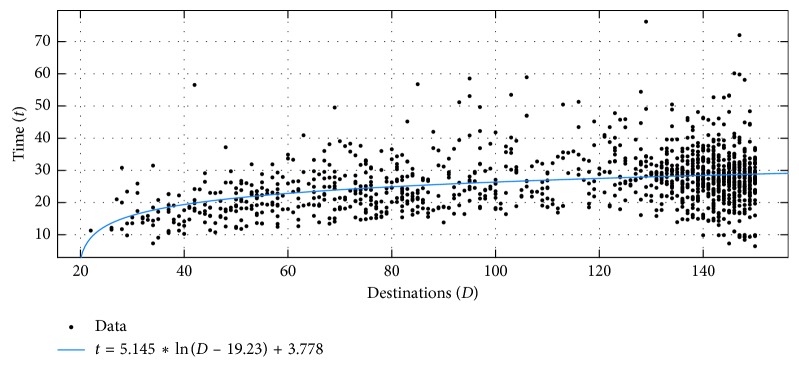 70
60
50
40
30
20
10
Time (t)
20 40 60 80 100 120 140
Destinations (D)
Data
t = 5.145 ∗ ln(D – 19.23) + 3.778